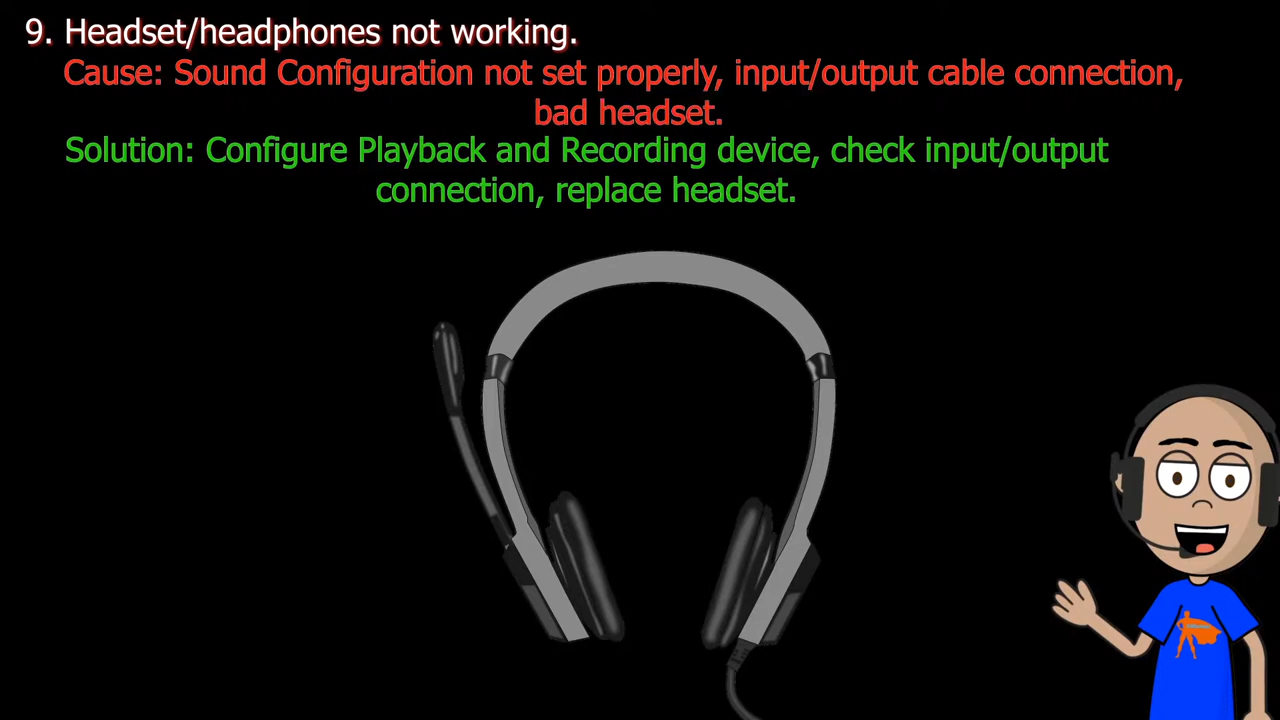 9. Headset/headphones not working.
Cause: Sound Configuration not set properly, input/output cable connection,
bad headset.
Solution: Configure Playback and Recording device, check input/output
connection, replace headset.